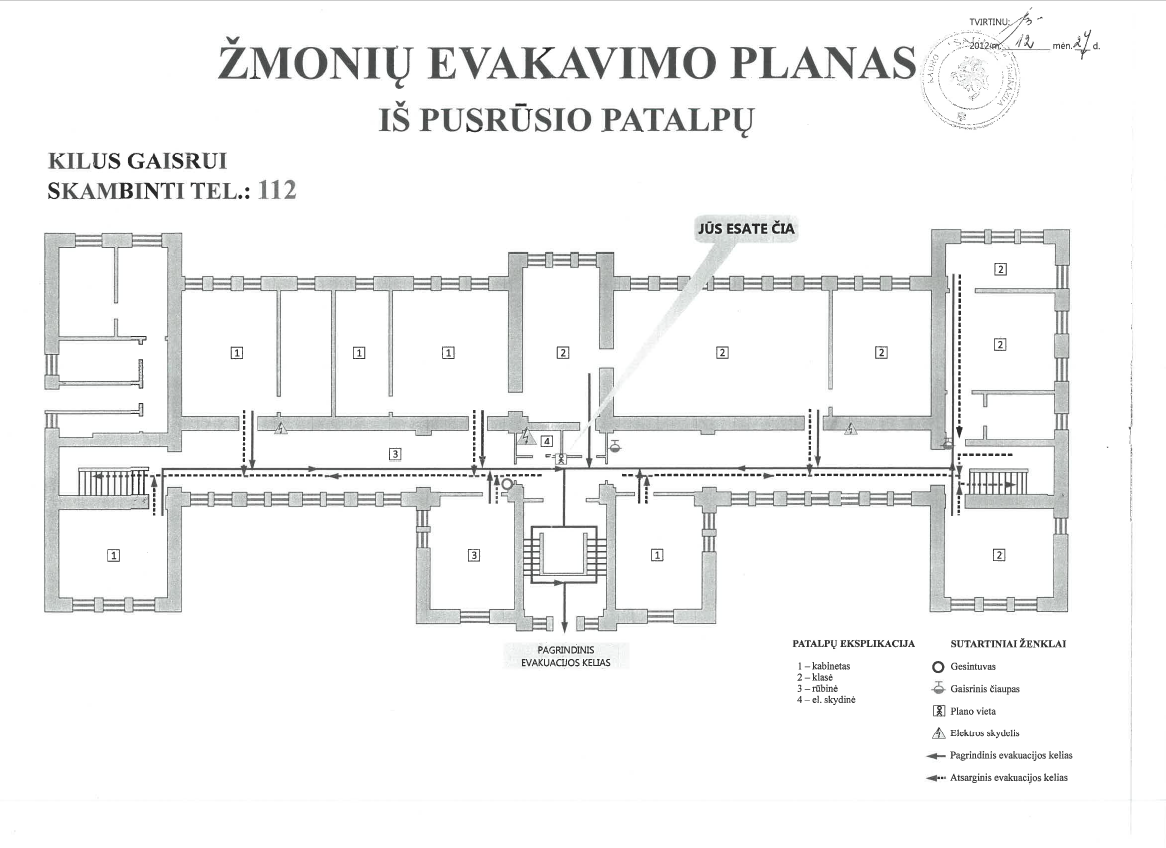 TVIRTINU:
2012 m. 12 mėn. 24 d.
ŽMONIŲ EVAKAVIMO PLANAS
IŠ PUSRŪSIO PATALPŲ
KILUS GAISRUI
SKAMBINTI TEL.: 112
JŪS ESATE ČIA
2
1
1
1
2
2
2
2
4
3
1
3
1
2
PAGRINDINIS
EVAKUACIJOS KELIAS
PATALPŲ EKSPLIKACIJA
1 – kabinetas
2 – klasė
3 – rūbinė
4 – el. skydinė
SUTARTINIAI ŽENKLAI
Gesintuvas
Gaisrinis čiaupas
Plano vieta
Elektros skydelis
Pagrindinis evakuacijos kelias
Atsarginis evakuacijos kelias